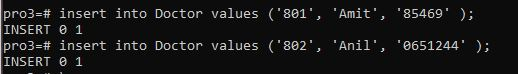 pro3=# insert into Doctor values ('801', 'Amit', '85469' );
INSERT 0 1
pro3=# insert into Doctor values ('802', 'Anil', '0651244' );
INSERT 0 1